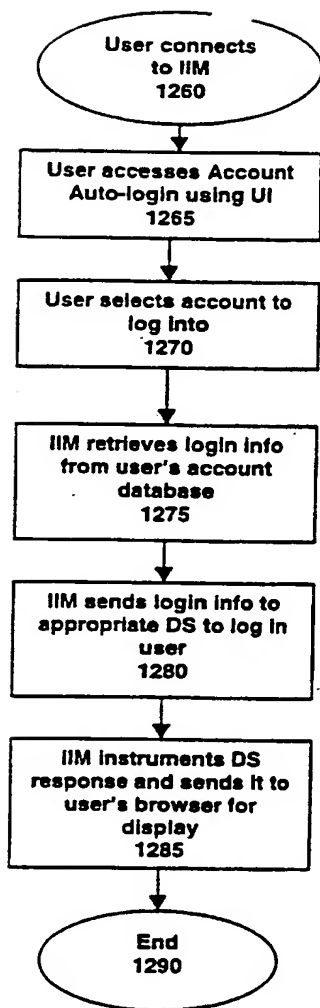 User connects
to IIM
1260
User accesses Account
Auto-login using UI
1265
User selects account to
log into
1270
IIM retrieves login info
from user's account
database
1275
IIM sends login info to
appropriate DS to log in
user
1280
IIM instruments DS
response and sends it to
user's browser for
display
1285
End
1290